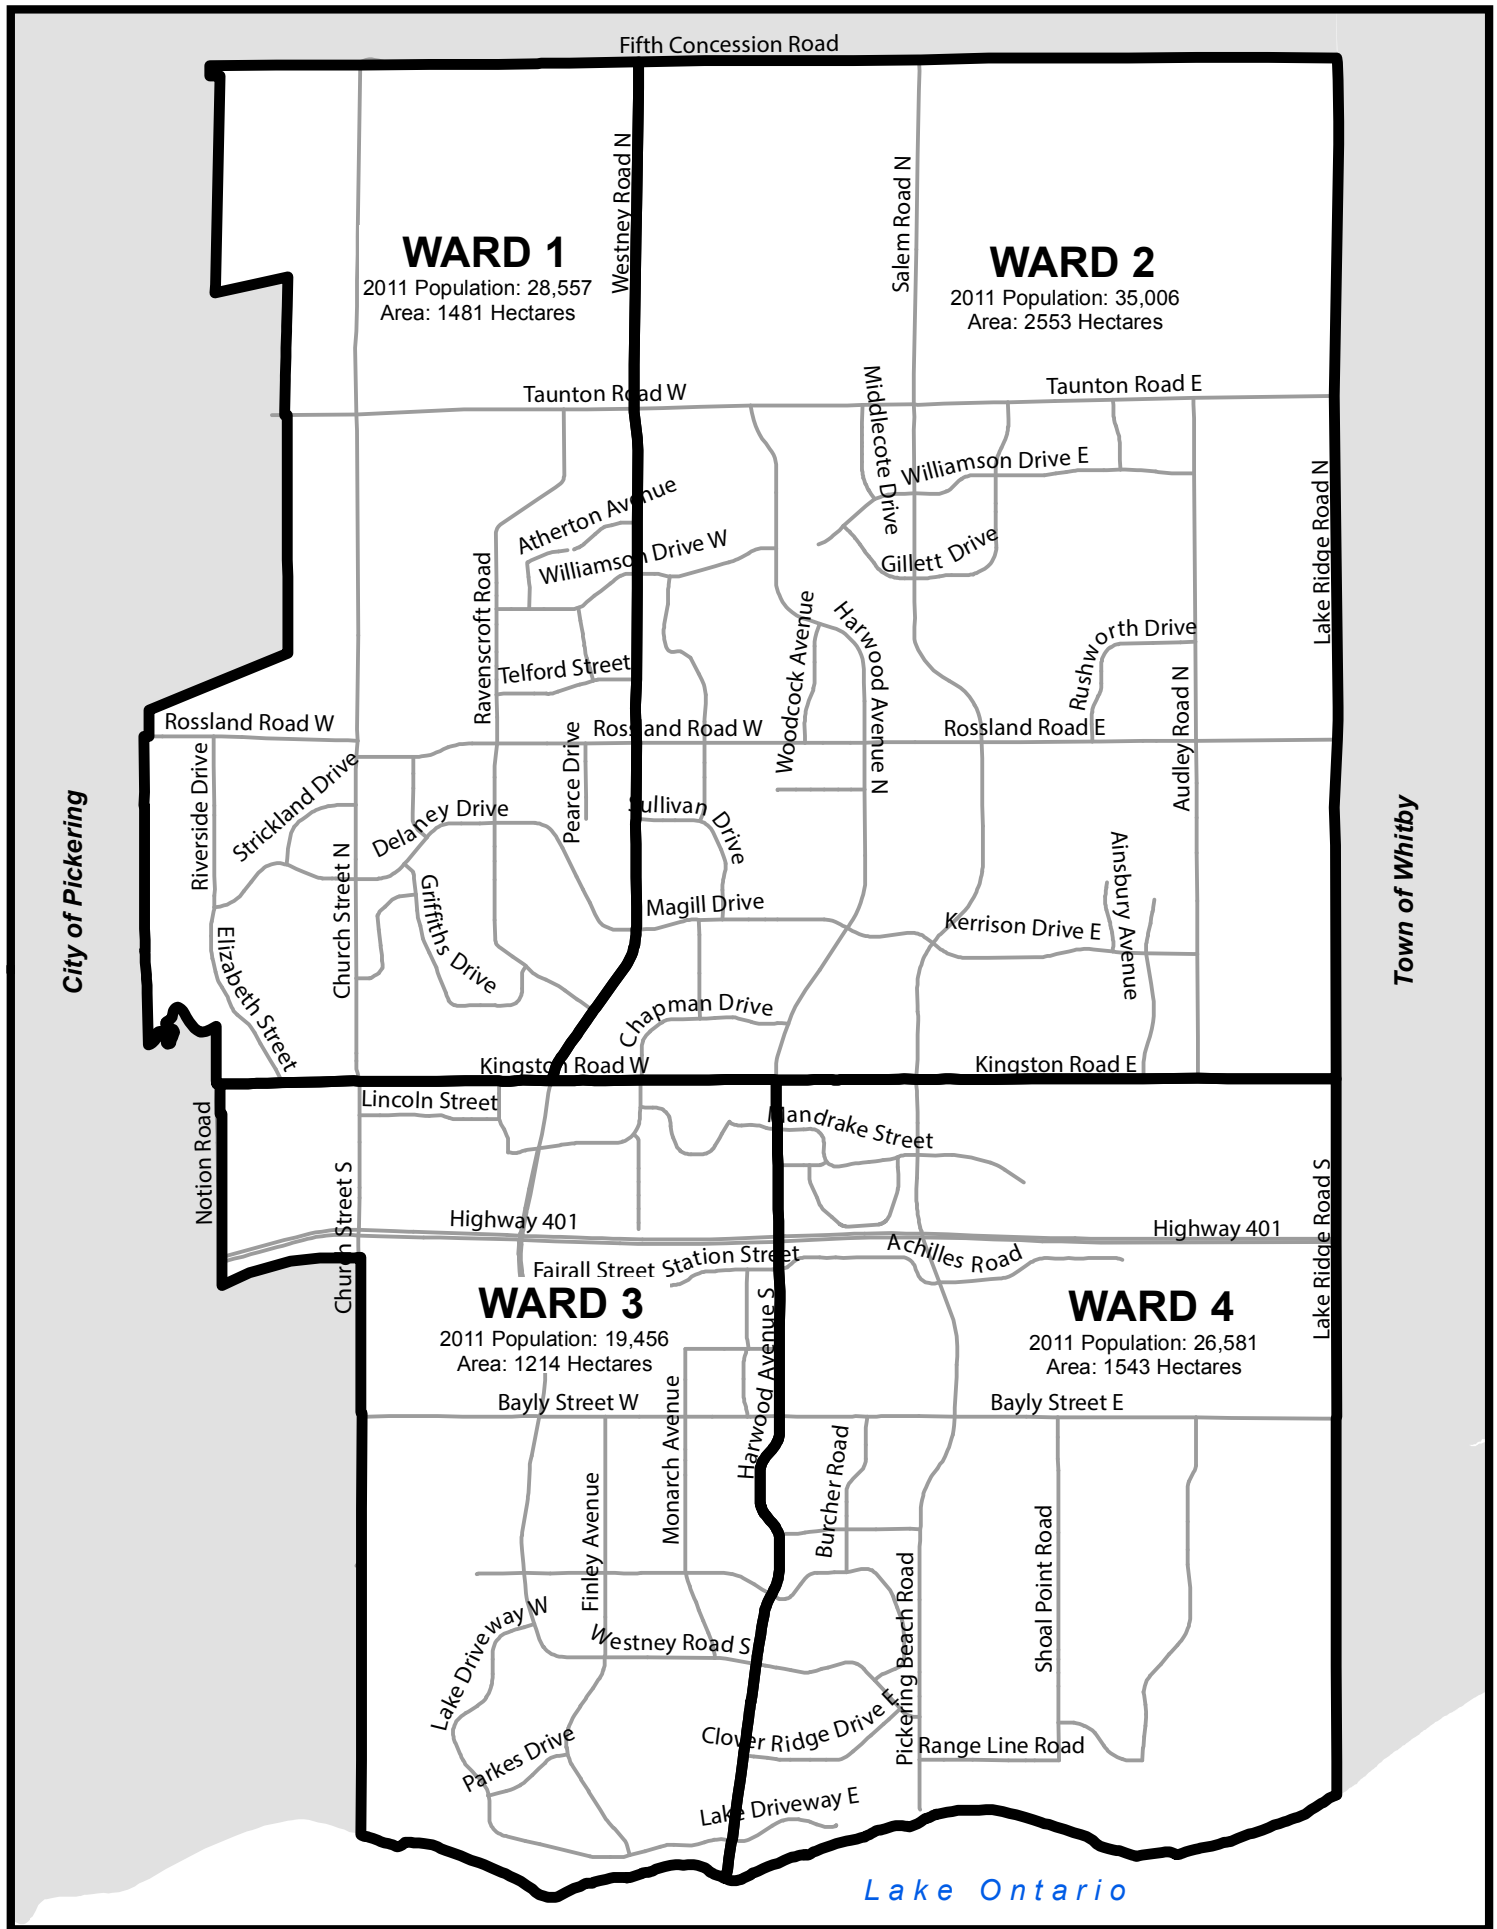 Fifth Concession Road
Westney Road N
Salem Road N
WARD 1
2011 Population: 28,557
Area: 1481 Hectares
WARD 2
2011 Population: 35,006
Area: 2553 Hectares
Taunton Road W
Taunton Road E
Middlecote Drive
Williamson Drive E
Lake Ridge Road N
Atherton Avenue
Williamson Drive W
Gillett Drive
Ravenscroft Road
Woodcock Avenue
Harwood Avenue N
Rushworth Drive
Telford Street
Audley Road N
Rossland Road W
Rossland Road W
Rossland Road E
Riverside Drive
Strickland Drive
Pearce Drive
Delaney Drive
Sullivan Drive
City of Pickering
Town of Whitby
Church Street N
Griffiths Drive
Magill Drive
Kerrison Drive E
Ainsbury Avenue
Elizabeth Street
Chapman Drive
Kingston Road W
Kingston Road E
Lincoln Street
Mandrake Street
Notion Road
Church Street S
Lake Ridge Road S
Highway 401
Highway 401
Fairall Street
Station Street
Achilles Road
WARD 3
2011 Population: 19,456
Area: 1214 Hectares
Harwood Avenue S
WARD 4
2011 Population: 26,581
Area: 1543 Hectares
Bayly Street W
Bayly Street E
Monarch Avenue
Burcher Road
Finley Avenue
Shoal Point Road
Pickering Beach Road
Lake Driveway W
Westney Road S
Clover Ridge Drive E
Parkes Drive
Range Line Road
Lake Driveway E
Lake Ontario